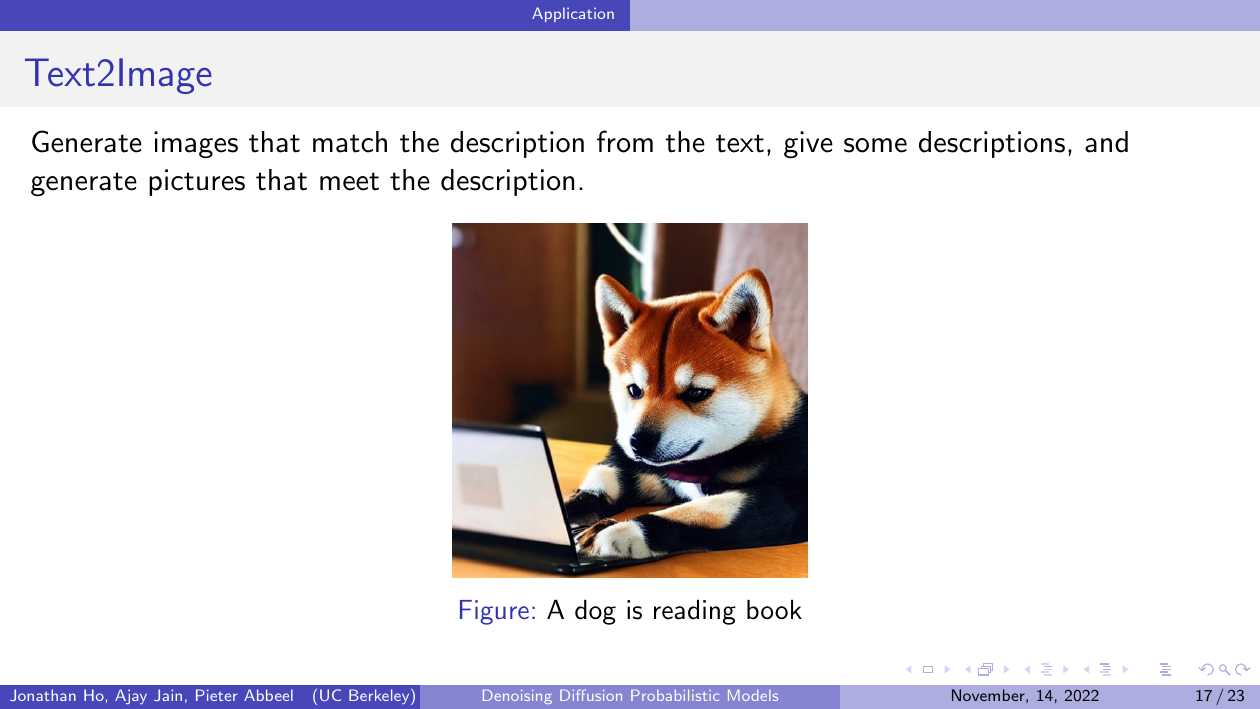 Application
Text2Image
Generate images that match the description from the text, give some descriptions, and
generate pictures that meet the description.
Figure: A dog is reading book
Jonathan Ho, Ajay Jain, Pieter Abbeel (UC Berkeley)
Denoising Diffusion Probabilistic Models
November, 14, 2022
17 / 23